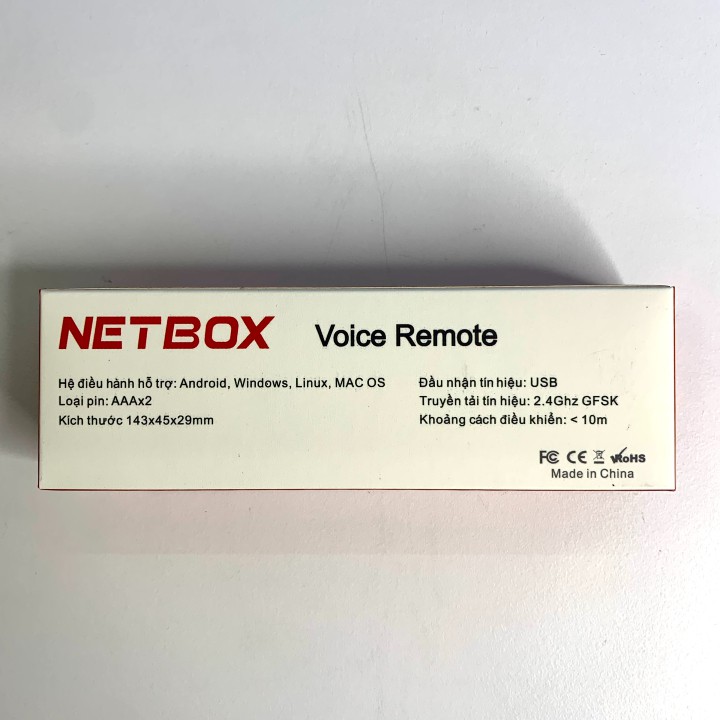 NETBOX Voice Remote
Hệ điều hành hỗ trợ: Android, Windows, Linux, MAC OS
Loại pin: AAAx2
Kích thước 143x45x29mm
Đầu nhận tín hiệu: USB
Truyền tải tín hiệu: 2.4Ghz GFSK
Khoảng cách điều khiển: < 10m
FC CE RoHS
Made in China